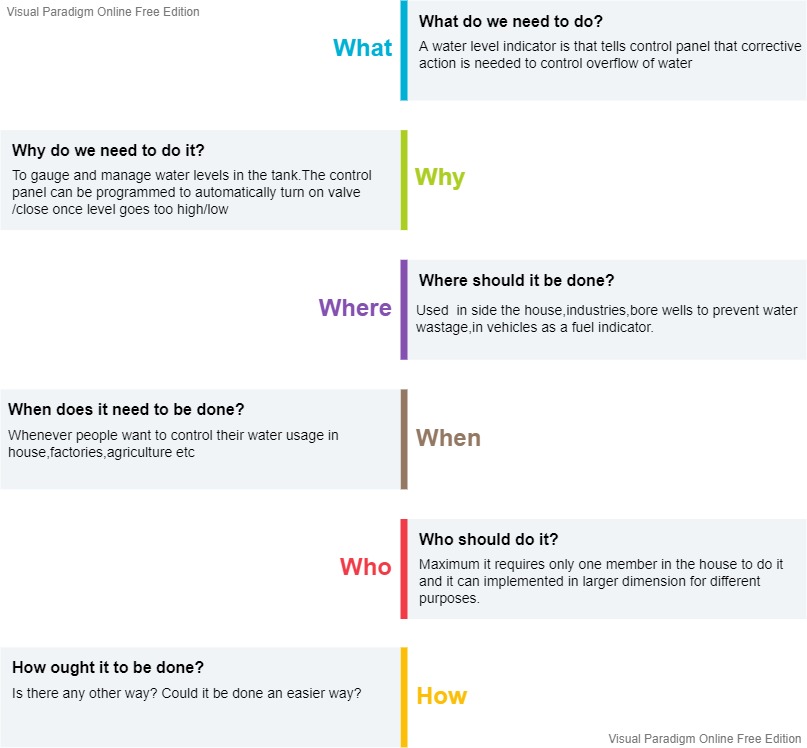 Visual Paradigm Online Free Edition
What
What do we need to do?
A water level indicator is that tells control panel that corrective
action is needed to control overflow of water
Why do we need to do it?
To gauge and manage water levels in the tank.The control
panel can be programmed to automatically turn on valve
/close once level goes too high/low
Why
Where
Where should it be done?
Used  in side the house,industries,bore wells to prevent water
wastage,in vehicles as a fuel indicator.
When does it need to be done?
Whenever people want to control their water usage in
house,factories,agriculture etc
When
Who
Who should do it?
Maximum it requires only one member in the house to do it
and it can implemented in larger dimension for different
purposes.
How ought it to be done?
Is there any other way? Could it be done an easier way?
How
Visual Paradigm Online Free Edition